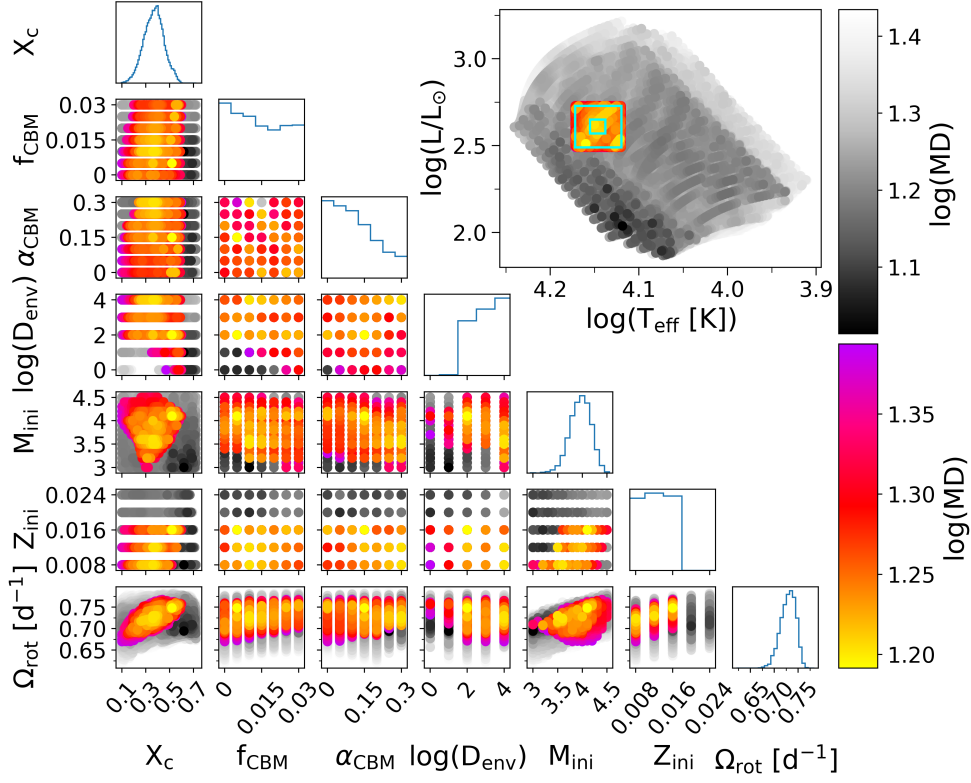 X_c
f_CBM
0.03
0.015
0
α_CBM
0.3
0.15
0
log(D_env)
4
2
0
M_ini
4.5
4
3.5
3
Z_ini
0.024
0.016
0.008
Ω_rot [d⁻¹]
0.75
0.70
0.65
0.1 0.3 0.5 0.7
0 0.015 0.03
0 0.15 0.3
0 2 4
3 3.5 4 4.5
0.008 0.016 0.024
0.65 0.70 0.75
X_c f_CBM α_CBM log(D_env) M_ini Z_ini Ω_rot [d⁻¹]
log(L/L_⊙)
3.0
2.5
2.0
4.2 4.1 4.0 3.9
log(T_eff [K])
1.4
1.3
1.2
1.1
log(MD)
1.35
1.30
1.25
1.20
log(MD)